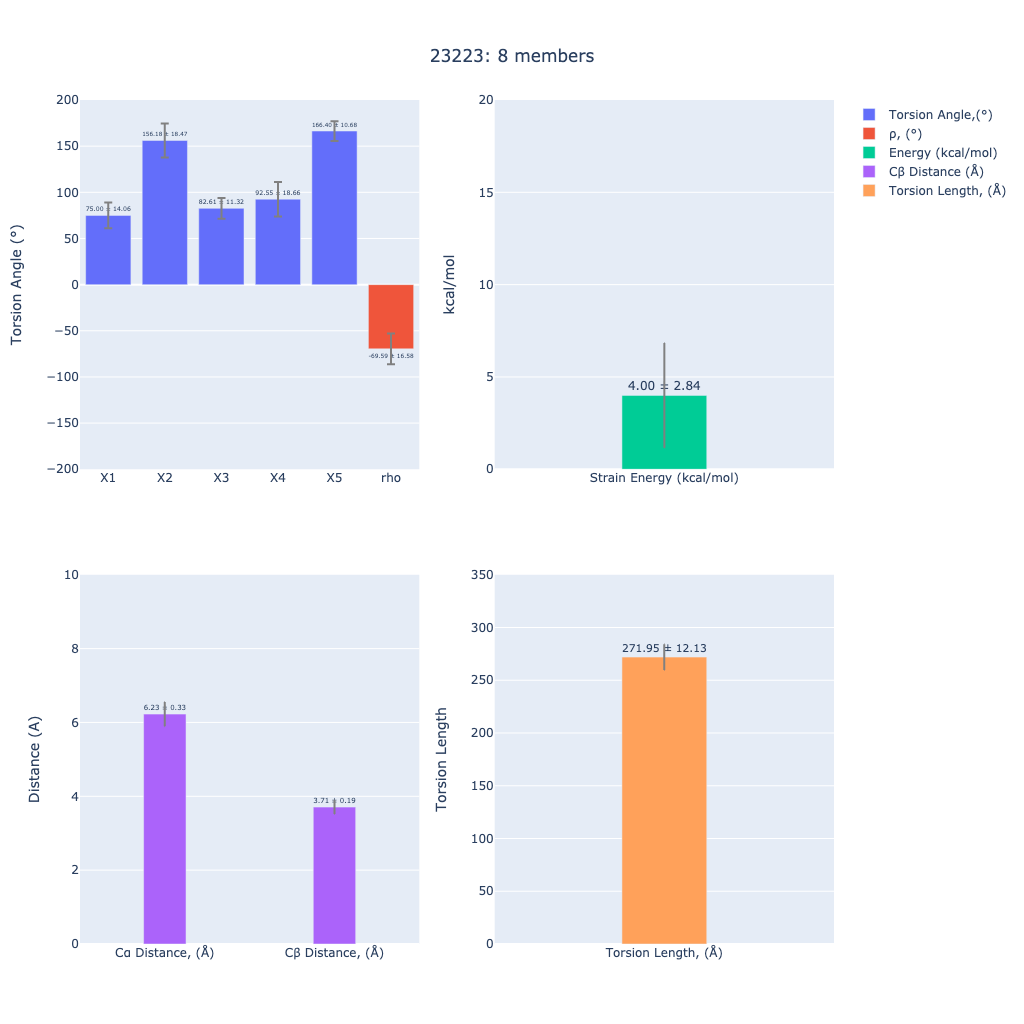 23223: 8 members
200
150
100
50
0
−50
−100
−150
−200
Torsion Angle (°)
75.00 ± 14.06
156.18 ± 18.47
82.61 ± 11.32
92.55 ± 18.66
166.40 ± 10.68
-69.59 ± 16.58
X1
X2
X3
X4
X5
rho
20
15
10
5
0
kcal/mol
4.00 ± 2.84
Strain Energy (kcal/mol)
Torsion Angle,(°)
ρ, (°)
Energy (kcal/mol)
Cβ Distance (Å)
Torsion Length, (Å)
10
8
6
4
2
0
Distance (A)
6.23 ± 0.33
3.71 ± 0.19
Cα Distance, (Å)
Cβ Distance, (Å)
350
300
250
200
150
100
50
0
Torsion Length
271.95 ± 12.13
Torsion Length, (Å)